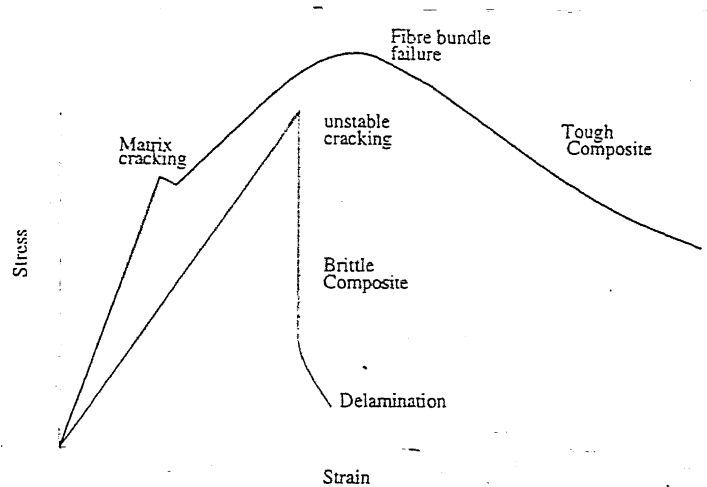 Fibre bundle
failure
unstable
cracking
Tough
Composite
Matrix
cracking
Stress
Brittle
Composite
Delamination
Strain